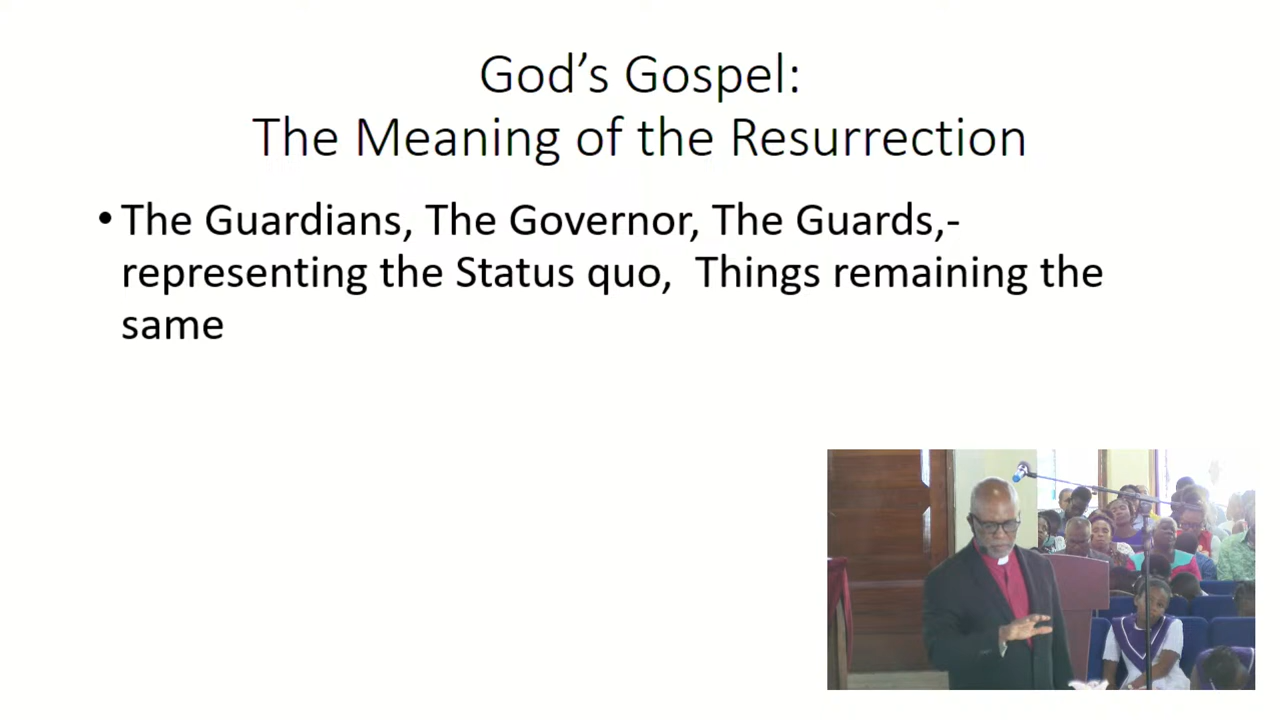 God’s Gospel:
The Meaning of the Resurrection
•The Guardians, The Governor, The Guards,-
representing the Status quo,  Things remaining the
same